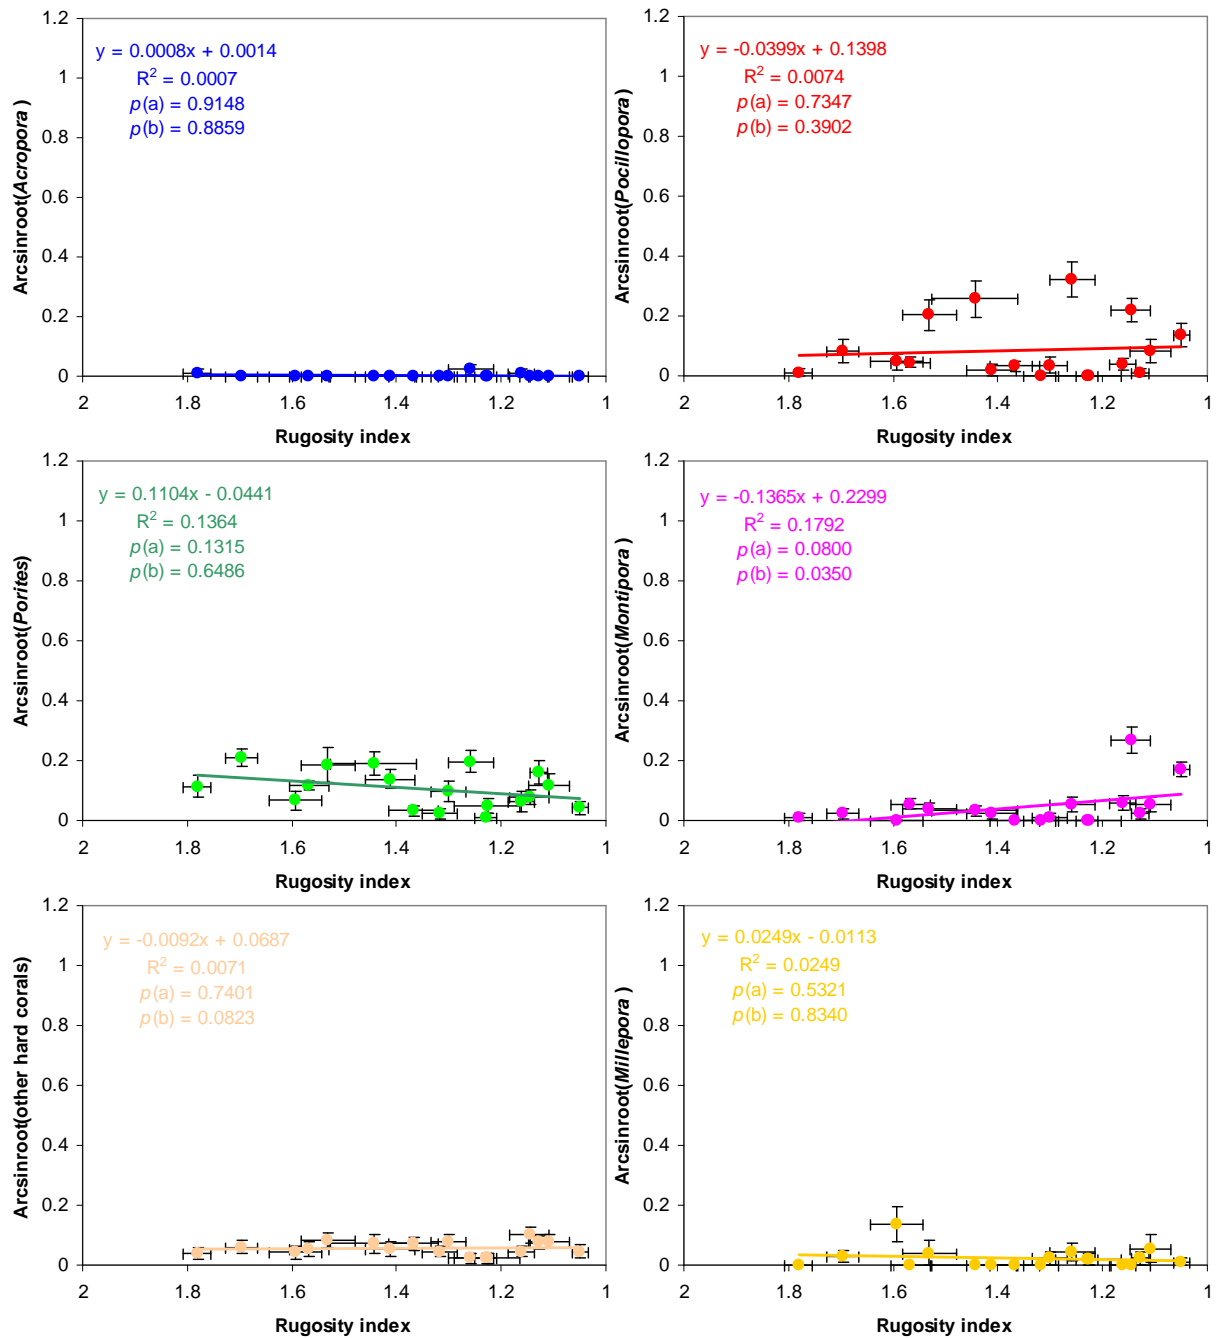 y = 0.0008x + 0.0014
R² = 0.0007
p(a) = 0.9148
p(b) = 0.8859
Arcsinroot(Acropora)
1.2
1
0.8
0.6
0.4
0.2
0
2
1.8
1.6
1.4
1.2
1
Rugosity index
y = -0.0399x + 0.1398
R² = 0.0074
p(a) = 0.7347
p(b) = 0.3902
Arcsinroot(Pocillopora)
1.2
1
0.8
0.6
0.4
0.2
0
2
1.8
1.6
1.4
1.2
1
Rugosity index
y = 0.1104x - 0.0441
R² = 0.1364
p(a) = 0.1315
p(b) = 0.6486
Arcsinroot(Porites)
1.2
1
0.8
0.6
0.4
0.2
0
2
1.8
1.6
1.4
1.2
1
Rugosity index
y = -0.1365x + 0.2299
R² = 0.1792
p(a) = 0.0800
p(b) = 0.0350
Arcsinroot(Montipora)
1.2
1
0.8
0.6
0.4
0.2
0
2
1.8
1.6
1.4
1.2
1
Rugosity index
y = -0.0092x + 0.0687
R² = 0.0071
p(a) = 0.7401
p(b) = 0.0823
Arcsinroot(other hard corals)
1.2
1
0.8
0.6
0.4
0.2
0
2
1.8
1.6
1.4
1.2
1
Rugosity index
y = 0.0249x - 0.0113
R² = 0.0249
p(a) = 0.5321
p(b) = 0.8340
Arcsinroot(Millepora)
1.2
1
0.8
0.6
0.4
0.2
0
2
1.8
1.6
1.4
1.2
1
Rugosity index